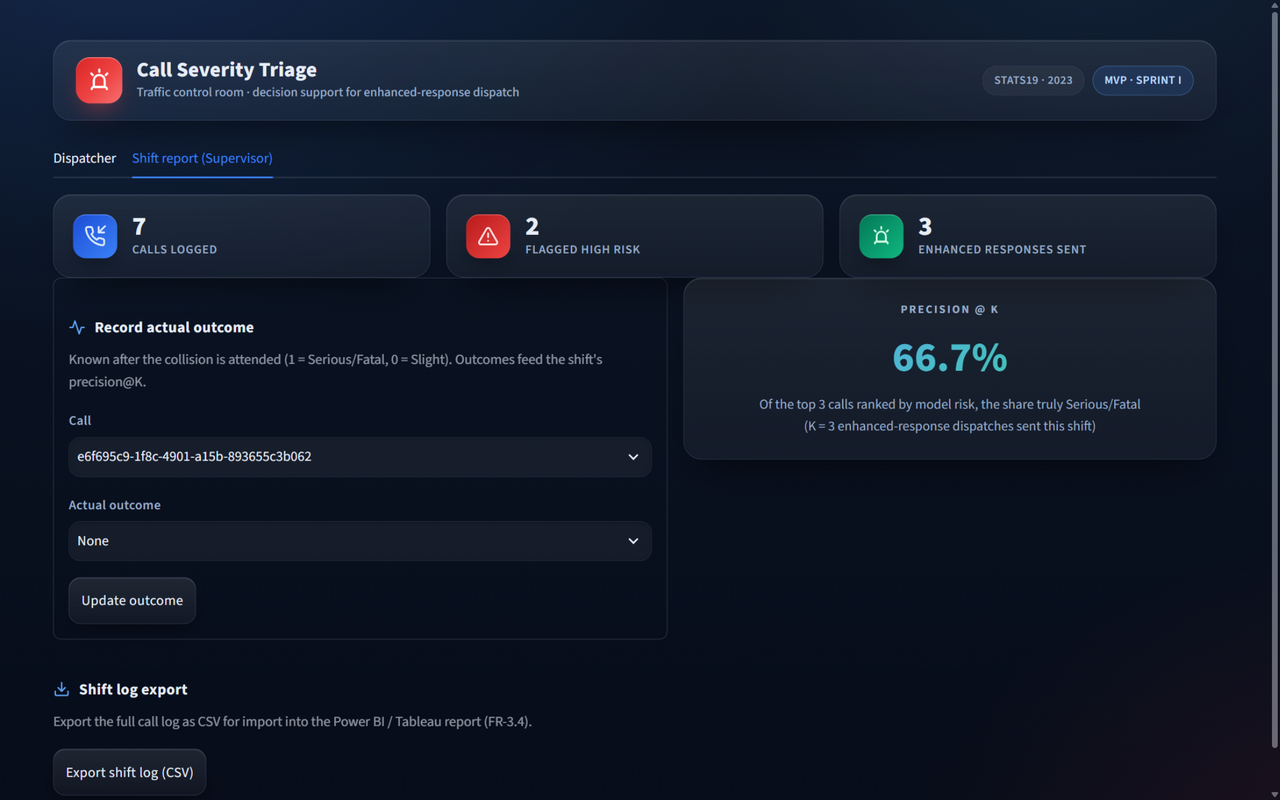 Call Severity Triage
Traffic control room · decision support for enhanced-response dispatch
STATS19 · 2023
MVP · SPRINT I
Dispatcher
Shift report (Supervisor)
7
CALLS LOGGED
2
FLAGGED HIGH RISK
3
ENHANCED RESPONSES SENT
Record actual outcome
Known after the collision is attended (1 = Serious/Fatal, 0 = Slight). Outcomes feed the shift's
precision@K.
Call
e6f695c9-1f8c-4901-a15b-893655c3b062
Actual outcome
None
Update outcome
PRECISION @ K
66.7%
Of the top 3 calls ranked by model risk, the share truly Serious/Fatal
(K = 3 enhanced-response dispatches sent this shift)
Shift log export
Export the full call log as CSV for import into the Power BI / Tableau report (FR-3.4).
Export shift log (CSV)